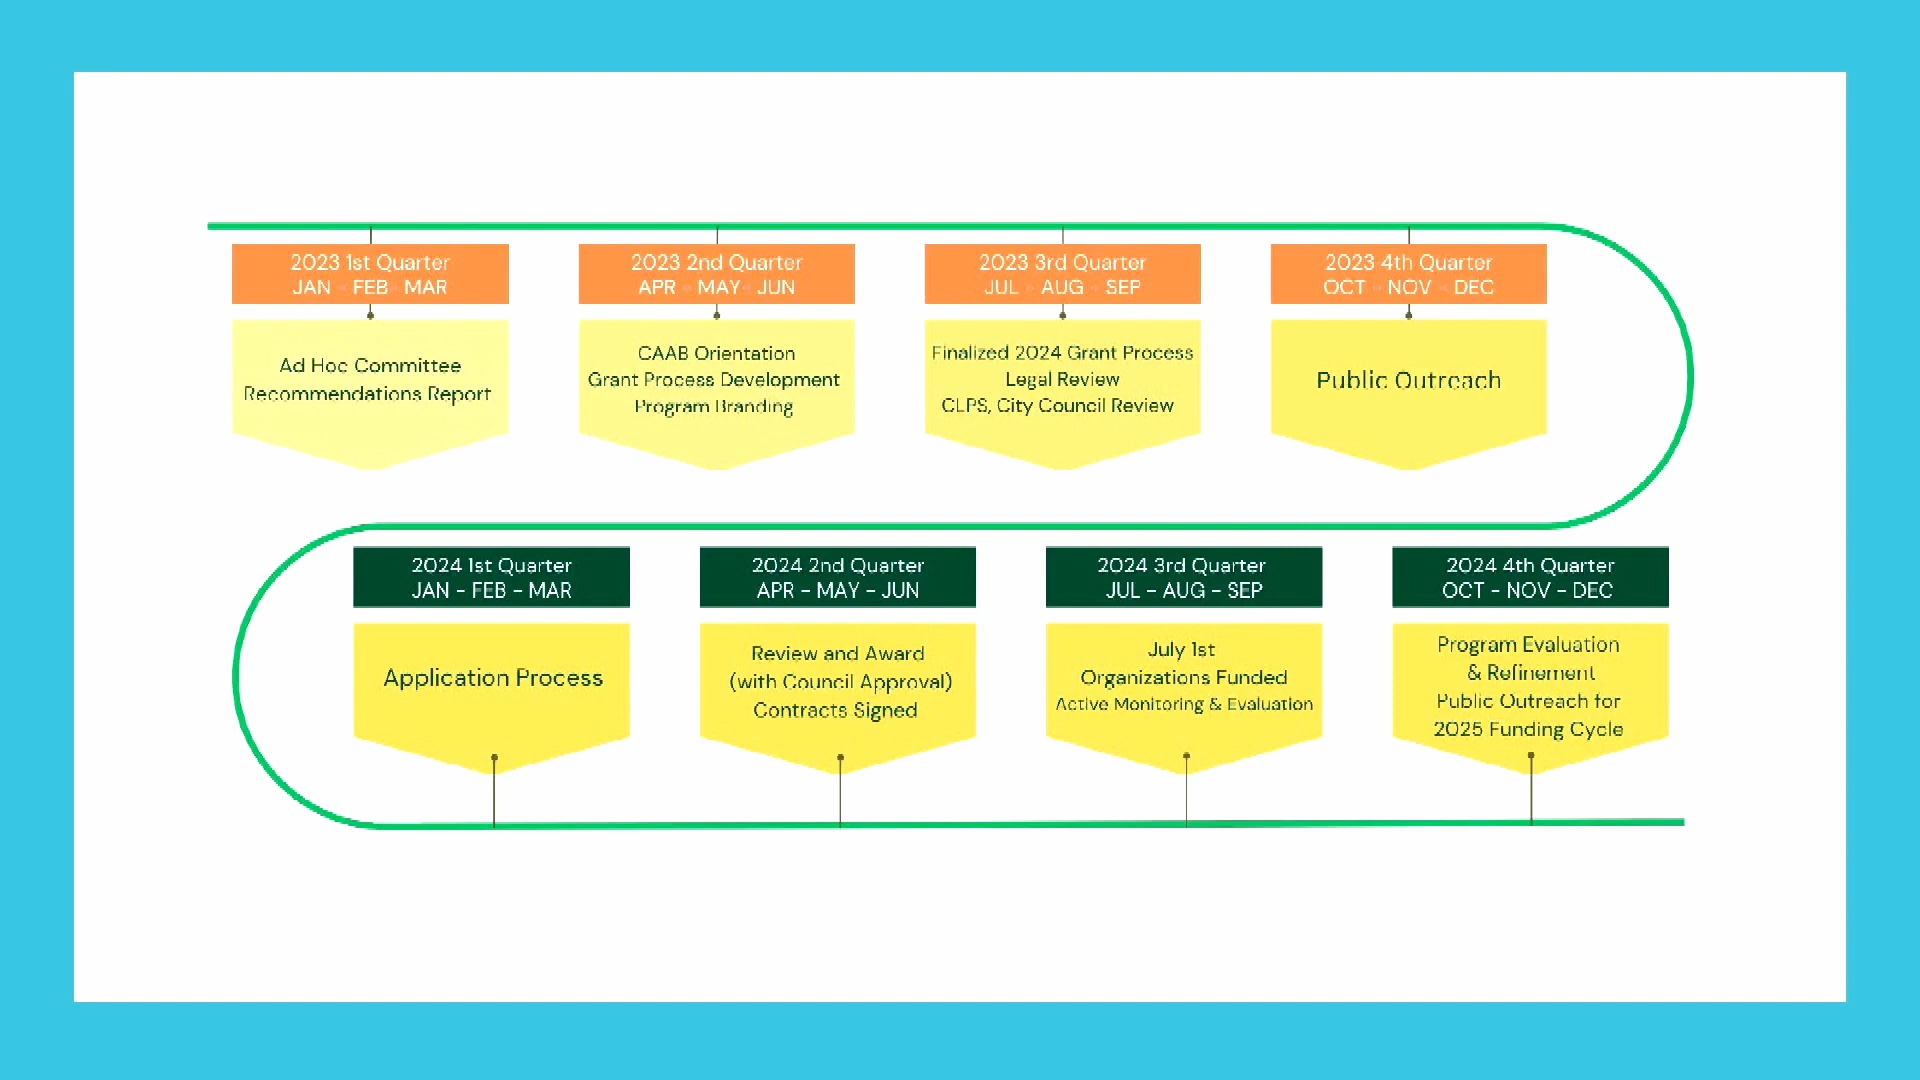 2023 1st Quarter
JAN - FEB - MAR
Ad Hoc Committee
Recommendations Report
2023 2nd Quarter
APR - MAY - JUN
CAAB Orientation
Grant Process Development
Program Branding
2023 3rd Quarter
JUL - AUG - SEP
Finalized 2024 Grant Process
Legal Review
CLPS, City Council Review
2023 4th Quarter
OCT - NOV - DEC
Public Outreach
2024 1st Quarter
JAN - FEB - MAR
Application Process
2024 2nd Quarter
APR - MAY - JUN
Review and Award
(with Council Approval)
Contracts Signed
2024 3rd Quarter
JUL - AUG - SEP
July 1st
Organizations Funded
Active Monitoring & Evaluation
2024 4th Quarter
OCT - NOV - DEC
Program Evaluation
& Refinement
Public Outreach for
2025 Funding Cycle